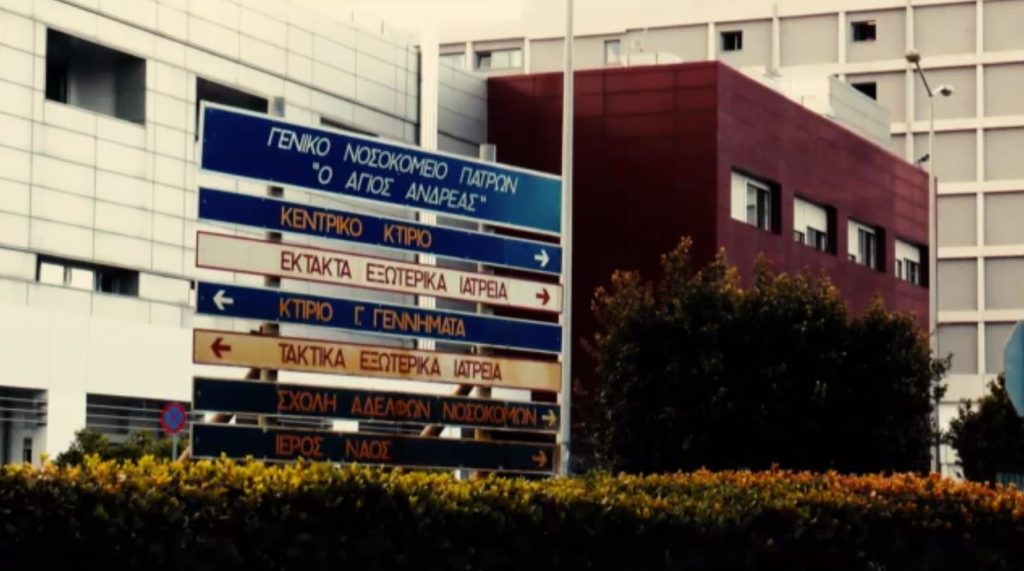 ΓΕΝΙΚΟ ΝΟΣΟΚΟΜΕΙΟ ΠΑΤΡΩΝ
"Ο ΑΓΙΟΣ ΑΝΔΡΕΑΣ"
ΚΕΝΤΡΙΚΟ ΚΤΙΡΙΟ
ΕΚΤΑΚΤΑ ΕΞΩΤΕΡΙΚΑ ΙΑΤΡΕΙΑ
ΚΤΙΡΙΟ Γ. ΓΕΝΝΗΜΑΤΑ
ΤΑΚΤΙΚΑ ΕΞΩΤΕΡΙΚΑ ΙΑΤΡΕΙΑ
ΣΧΟΛΗ ΑΔΕΛΦΩΝ ΝΟΣΟΚΟΜΩΝ
ΙΕΡΟΣ ΝΑΟΣ